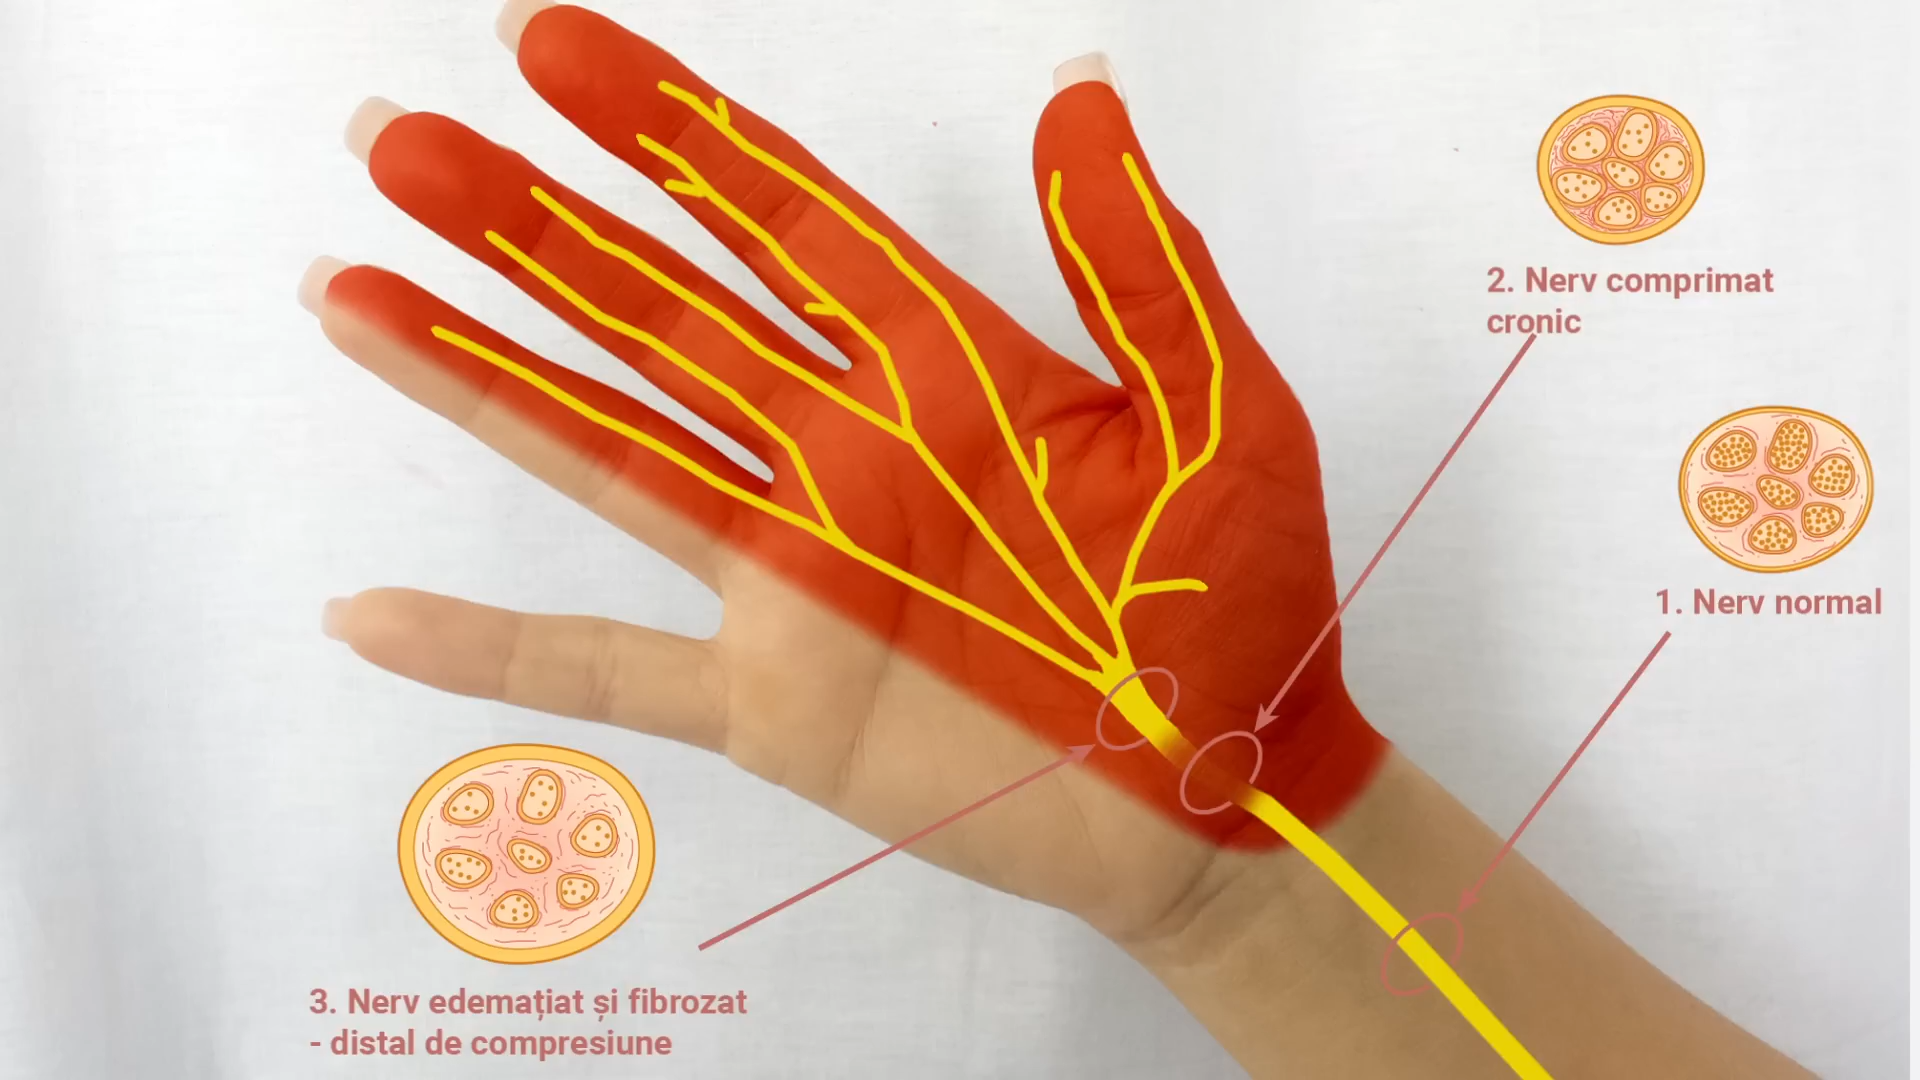 2. Nerv comprimat
cronic
1. Nerv normal
3. Nerv edemațiat și fibrozat
- distal de compresiune